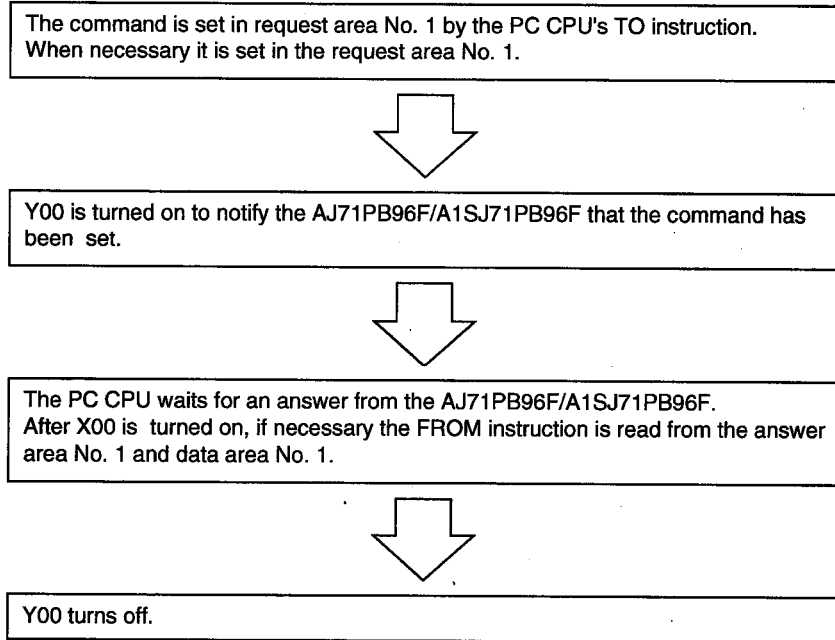 The command is set in request area No. 1 by the PC CPU's TO instruction.
When necessary it is set in the request area No. 1.
Y00 is turned on to notify the AJ71PB96F/A1SJ71PB96F that the command has
been set.
The PC CPU waits for an answer from the AJ71PB96F/A1SJ71PB96F.
After X00 is turned on, if necessary the FROM instruction is read from the answer
area No. 1 and data area No. 1.
Y00 turns off.